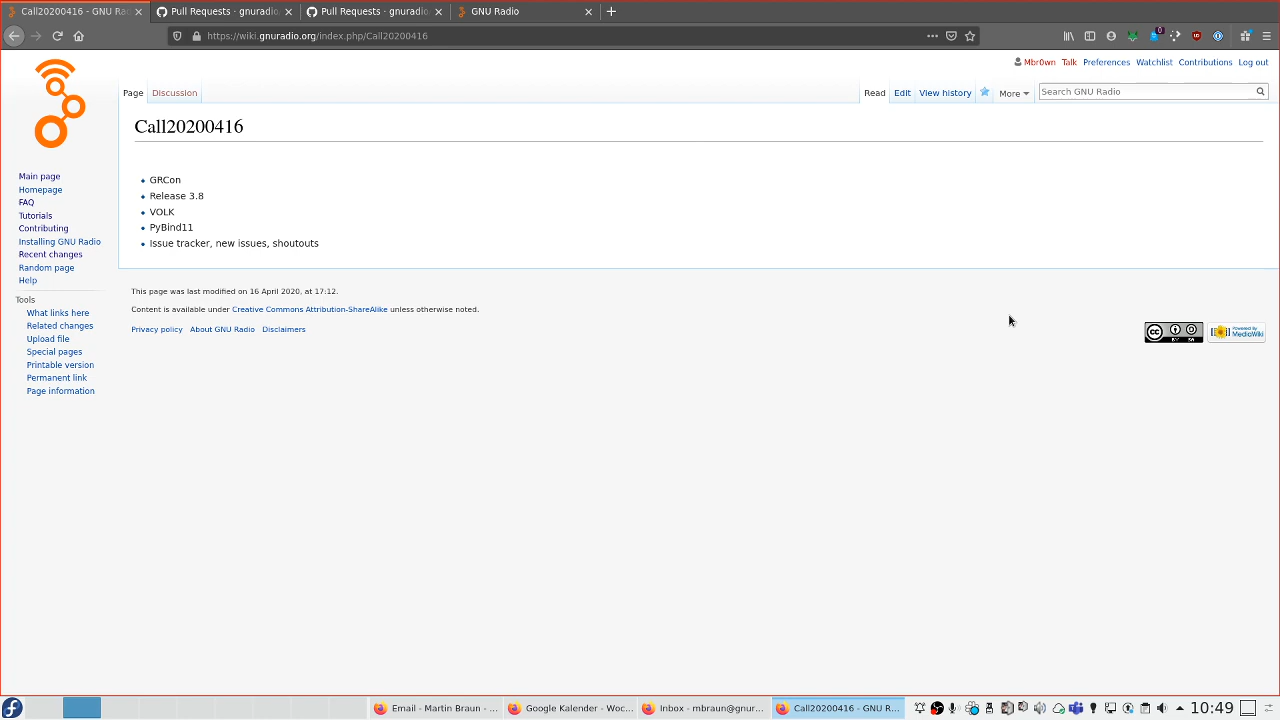 Call20200416 - GNU Ra
Pull Requests · gnuradio
Pull Requests · gnuradio
GNU Radio
https://wiki.gnuradio.org/index.php/Call20200416
Mbr0wn Talk Preferences Watchlist Contributions Log out
Page Discussion Read Edit View history More Search GNU Radio
Call20200416
GRCon
Release 3.8
VOLK
PyBind11
Issue tracker, new issues, shoutouts
Main page
Homepage
FAQ
Tutorials
Contributing
Installing GNU Radio
Recent changes
Random page
Help
Tools
What links here
Related changes
Upload file
Special pages
Printable version
Permanent link
Page information
This page was last modified on 16 April 2020, at 17:12.
Content is available under Creative Commons Attribution-ShareAlike unless otherwise noted.
Privacy policy About GNU Radio Disclaimers
CC BY SA
Powered By MediaWiki
Email - Martin Braun - ...
Google Kalender - Woc...
Inbox - mbraun@gnur...
Call20200416 - GNU R...
10:49